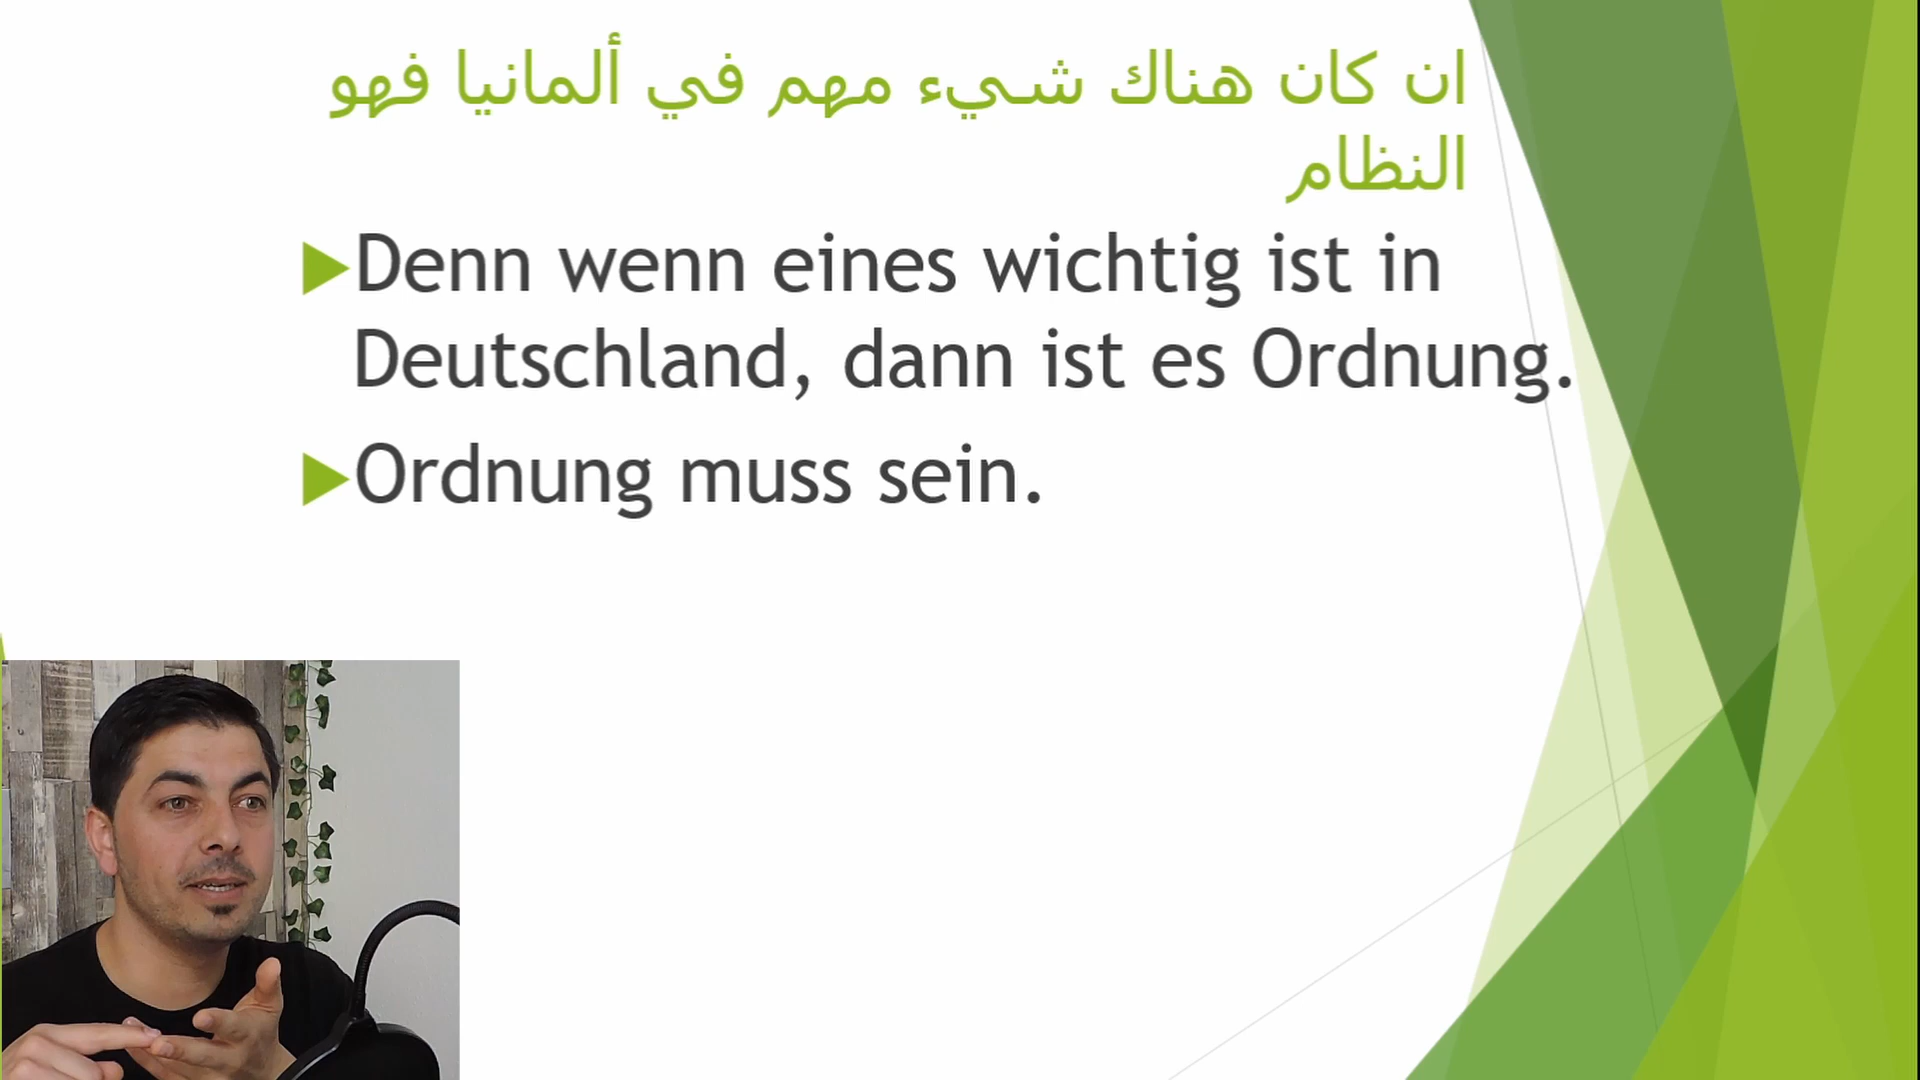 ان كان هناك شيء مهم في ألمانيا فهو
النظام
Denn wenn eines wichtig ist in
Deutschland, dann ist es Ordnung.
Ordnung muss sein.